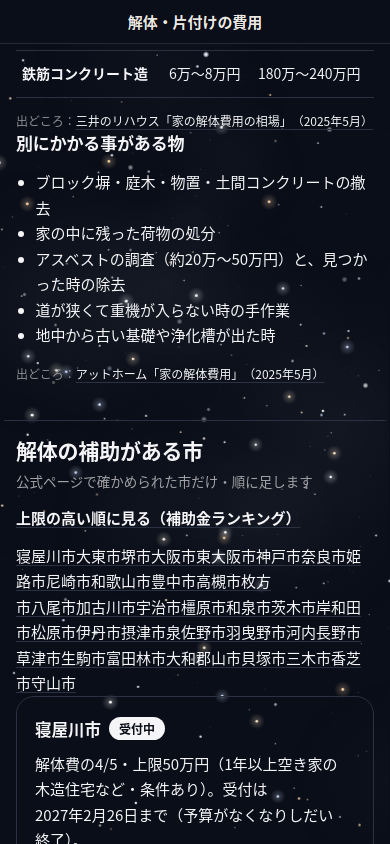 解体・片付けの費用
鉄筋コンクリート造 6万〜8万円 180万〜240万円
出どころ：三井のリハウス「家の解体費用の相場」（2025年5月）
別にかかる事がある物
• ブロック塀・庭木・物置・土間コンクリートの撤
去
• 家の中に残った荷物の処分
• アスベストの調査（約20万〜50万円）と、見つか
った時の除去
• 道が狭くて重機が入らない時の手作業
• 地中から古い基礎や浄化槽が出た時
出どころ：アットホーム「家の解体費用」（2025年5月）
解体の補助がある市
公式ページで確かめられた市だけ・順に足します
上限の高い順に見る（補助金ランキング）
寝屋川市大東市堺市大阪市東大阪市神戸市奈良市姫
路市尼崎市和歌山市豊中市高槻市枚方
市八尾市加古川市宇治市橿原市和泉市茨木市岸和田
市松原市伊丹市摂津市泉佐野市羽曳野市河内長野市
草津市生駒市富田林市大和郡山市貝塚市三木市香芝
市守山市
寝屋川市 受付中
解体費の4/5・上限50万円（1年以上空き家の
木造住宅など・条件あり）。受付は
2027年2月26日まで（予算がなくなりしだい
終了）。